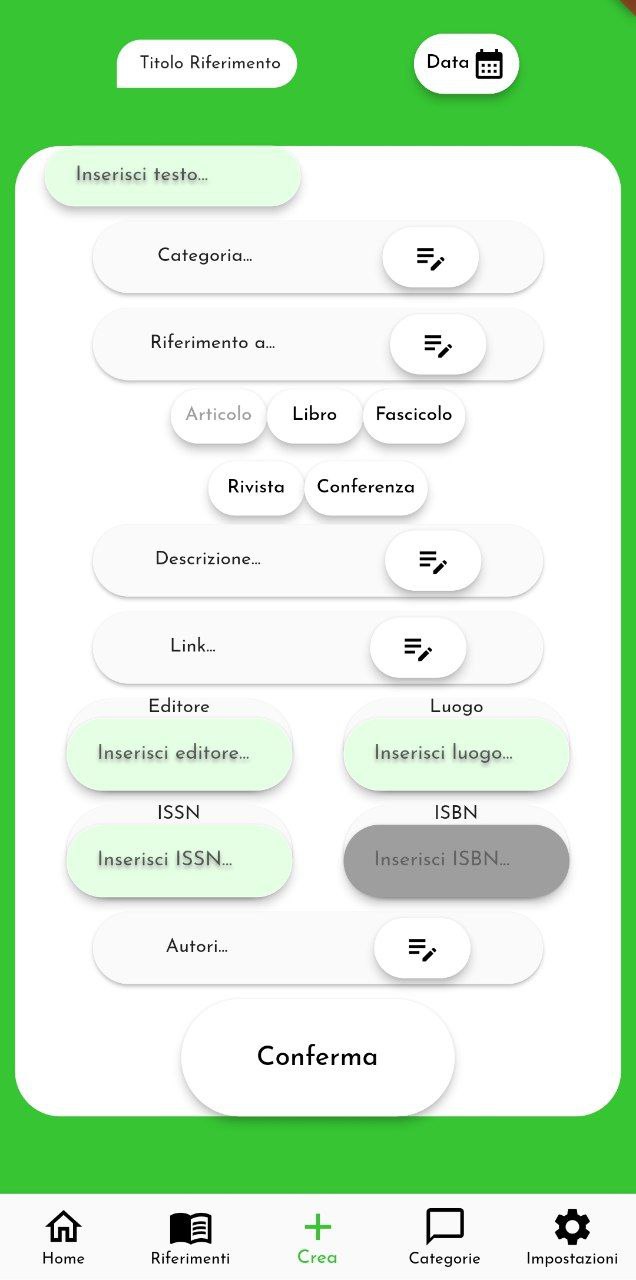 Titolo Riferimento
Data
Inserisci testo...
Categoria...
Riferimento a...
Articolo Libro Fascicolo
Rivista Conferenza
Descrizione...
Link...
Editore Luogo
Inserisci editore... Inserisci luogo...
ISSN ISBN
Inserisci ISSN... Inserisci ISBN...
Autori...
Conferma
Home Riferimenti Crea Categorie Impostazioni